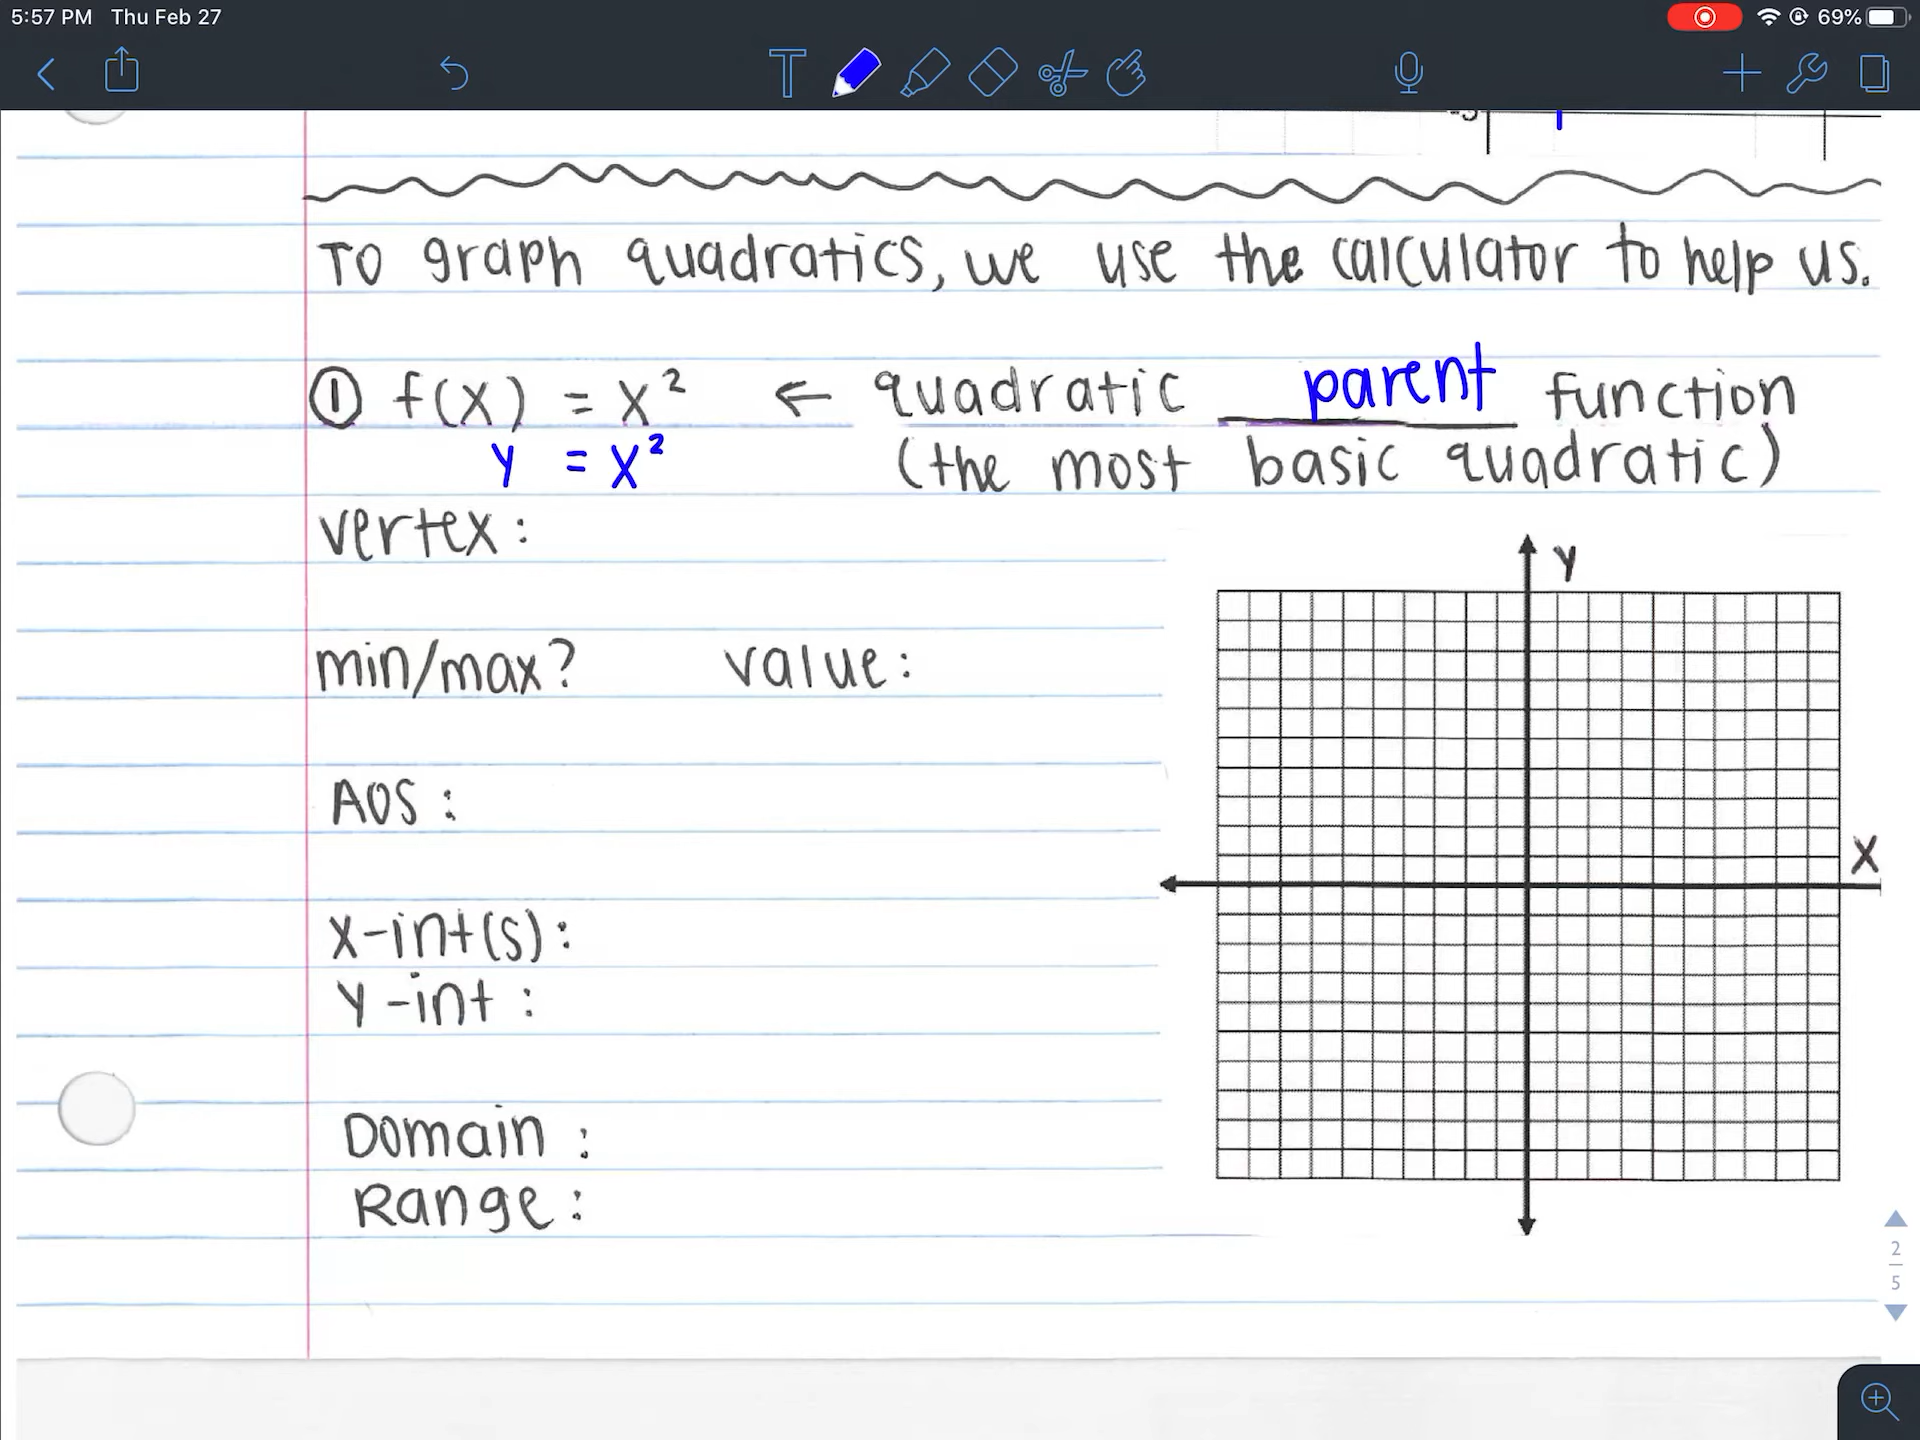 5:57 PM Thu Feb 27
69%
-5
To graph quadratics, we use the calculator to help us.
① f(x) = x² ← quadratic parent function
y = x² (the most basic quadratic)
vertex:
y
min/max? value:
AOS:
X
x-int(s):
y-int:
Domain:
Range:
2
5